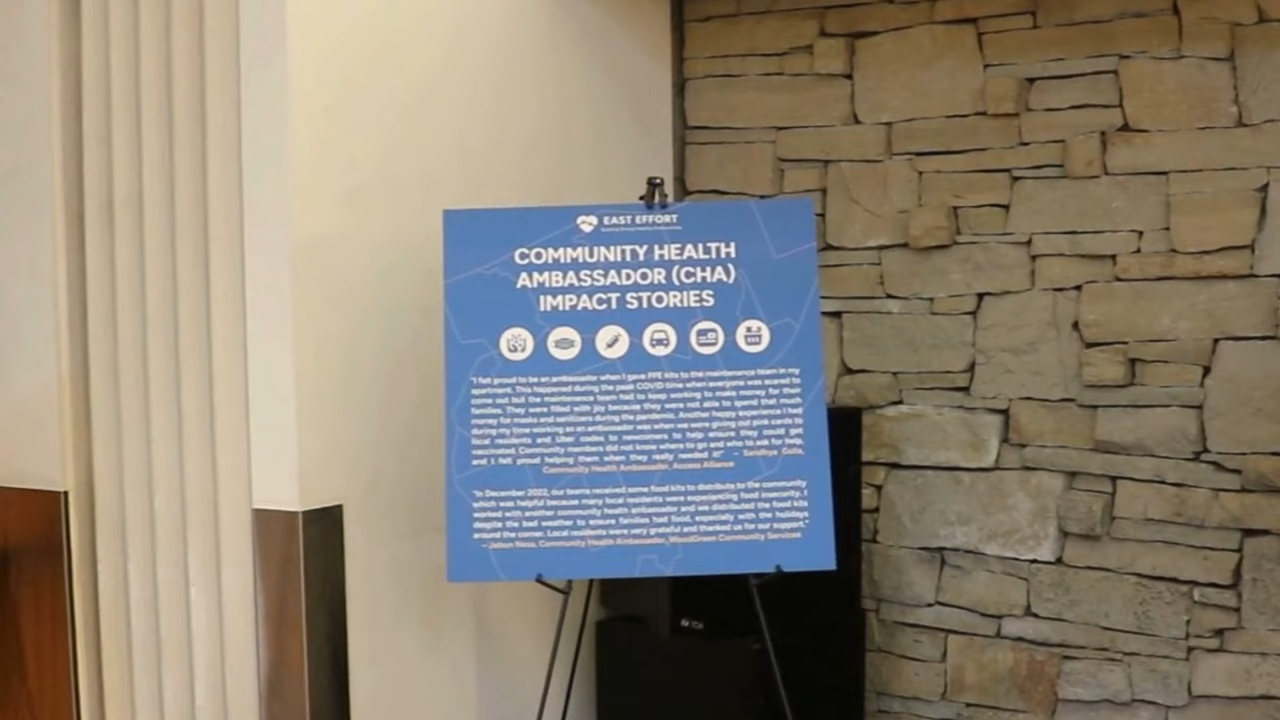 EAST EFFORT
COMMUNITY HEALTH
AMBASSADOR (CHA)
IMPACT STORIES
"I felt proud to be an ambassador when I gave PPE kits to the maintenance team in my
apartment. This happened during the peak COVID time when everyone was scared to
come out but the maintenance team had to keep working to make money for their
families. They were filled with joy because they were not able to spend that much
money for masks and sanitizers during the pandemic. Another happy experience I had
during my time working as an ambassador was when we were giving out pink cards to
local residents and Uber codes to newcomers to help ensure they could get
vaccinated. Community members did not know where to go and who to ask for help,
and I felt proud helping them when they really needed it!" –
Community Health Ambassador, Access Alliance
"In December 2022, our teams received some food kits to distribute to the community
which was helpful because many local residents were experiencing food insecurity. I
worked with another community health ambassador and we distributed the food kits
despite the bad weather to ensure families had food, especially with the holidays
around the corner. Local residents were very grateful and thanked us for our support."
– Jebun Nesa, Community Health Ambassador, WoodGreen Community Services